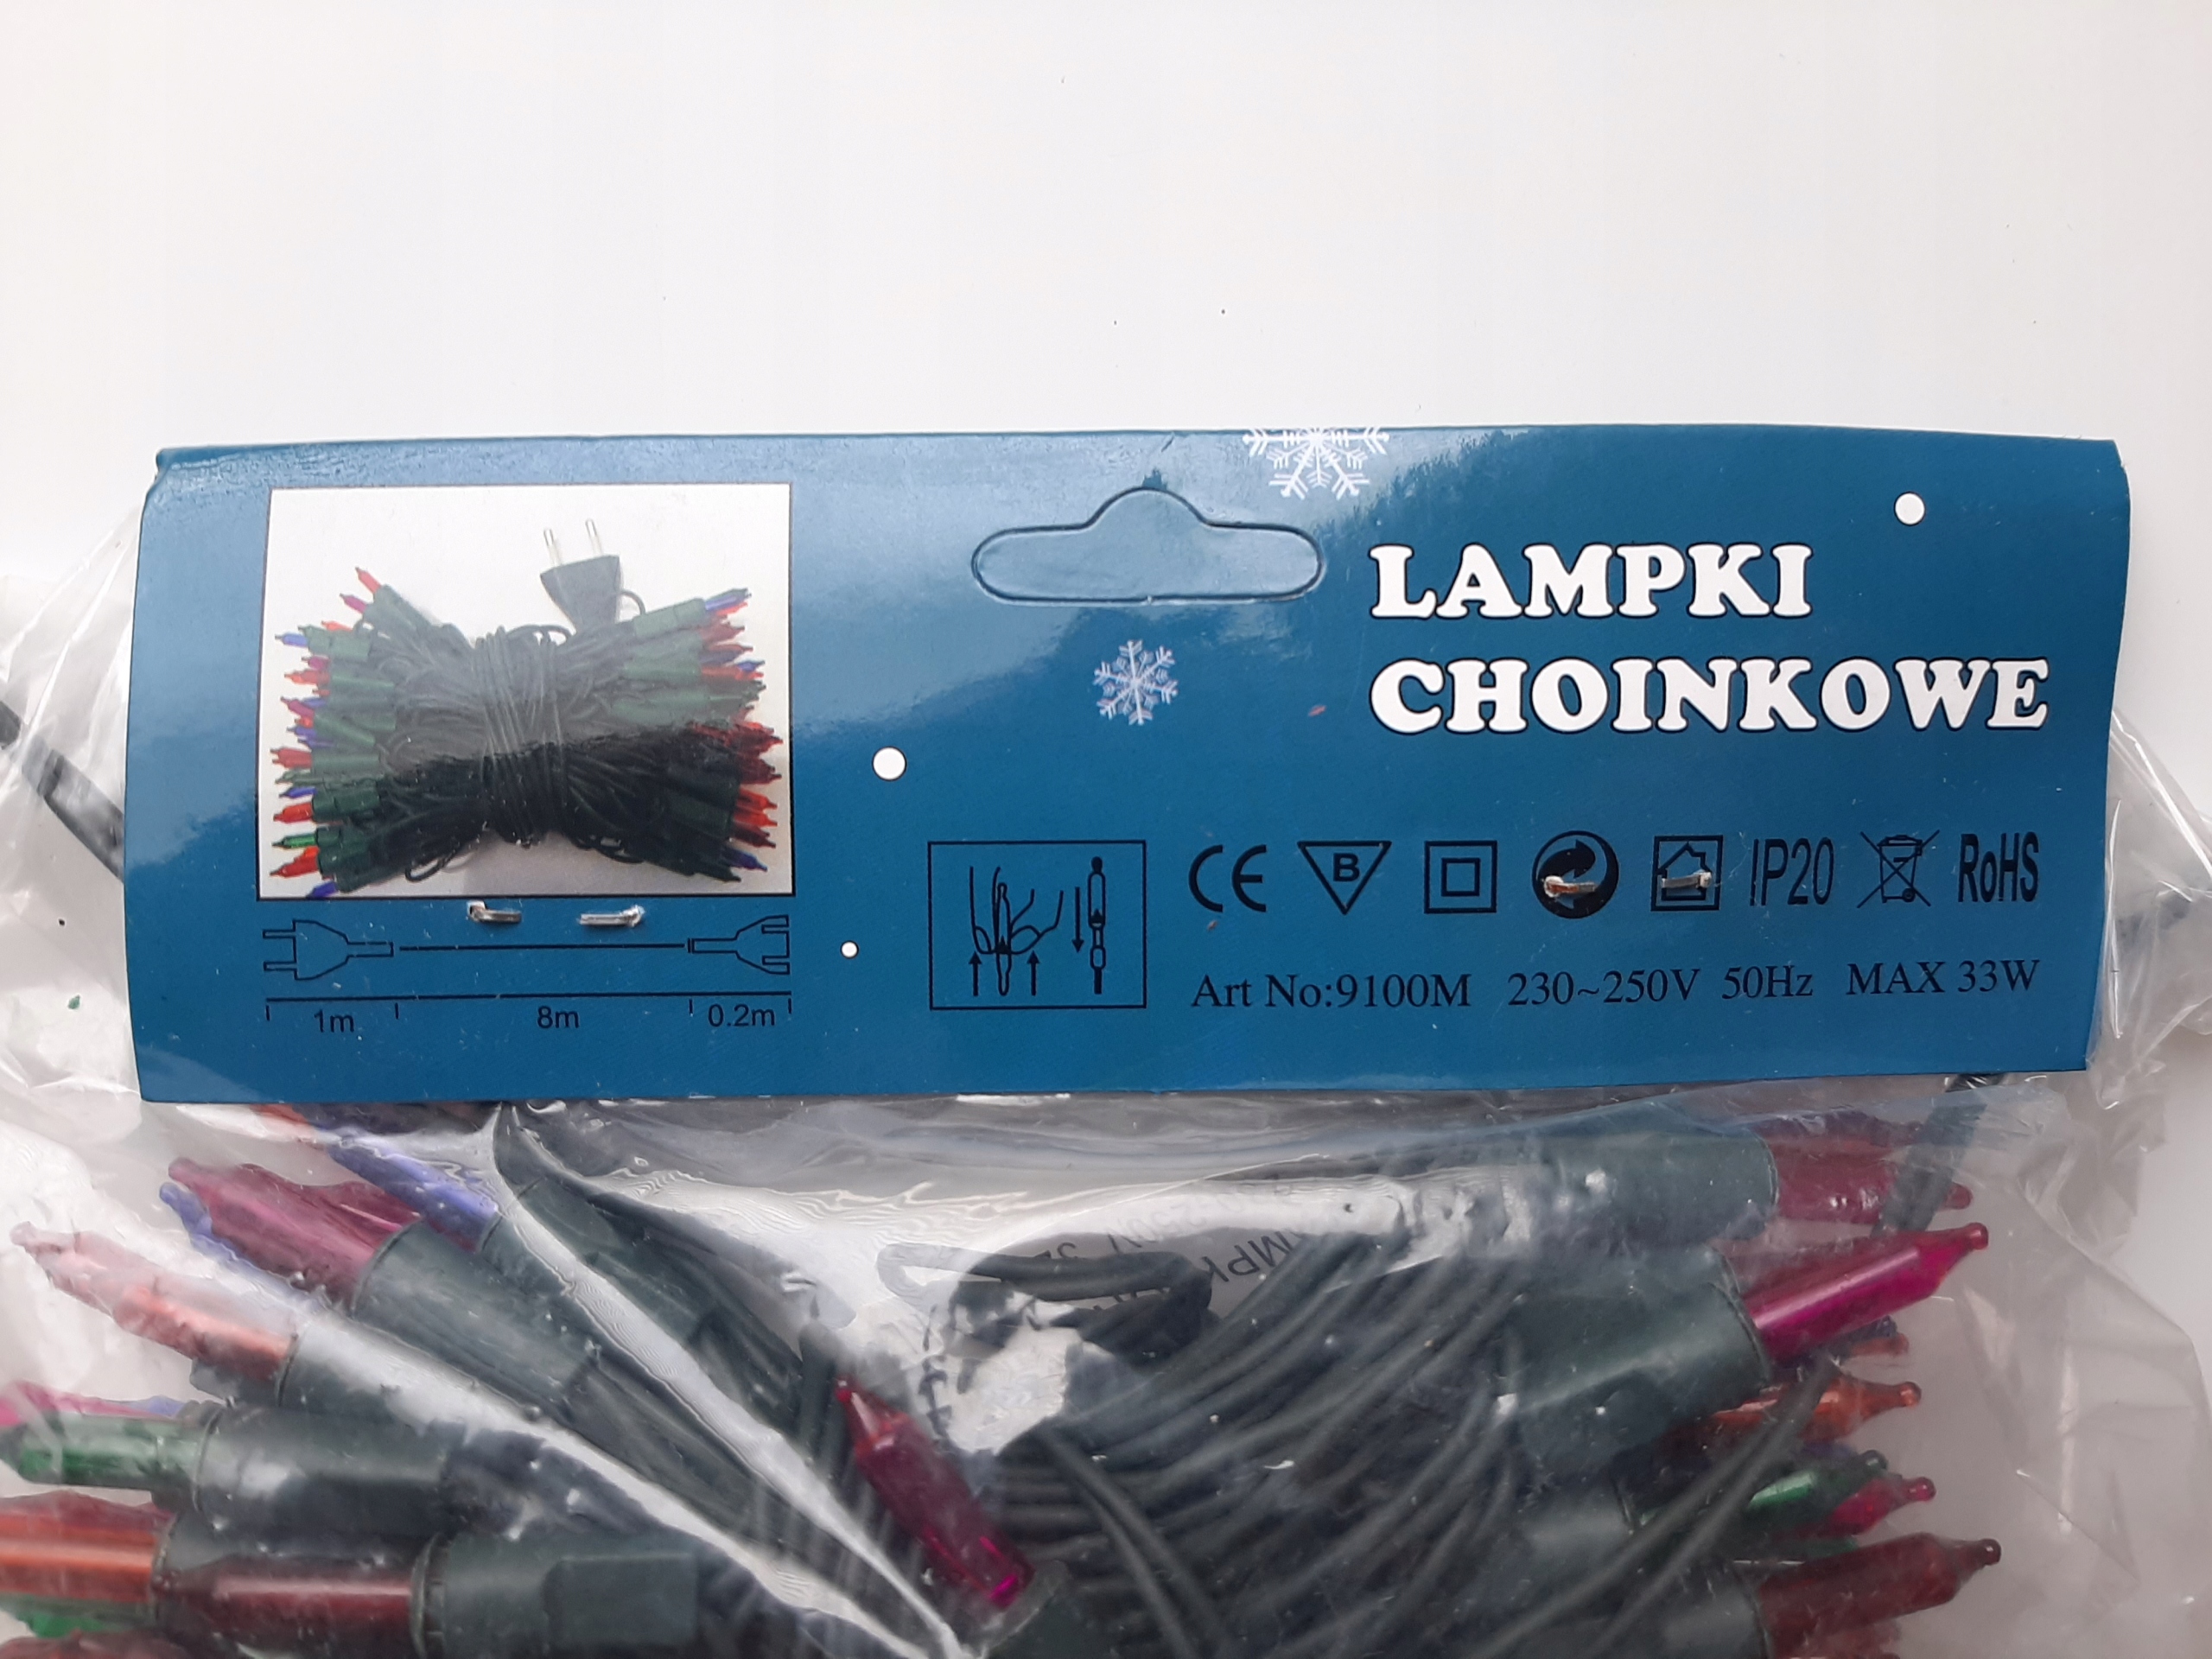 LAMPKI
CHOINKOWE
CE B IP20 RoHS
Art No:9100M 230~250V 50Hz MAX 33W
1m 8m 0.2m